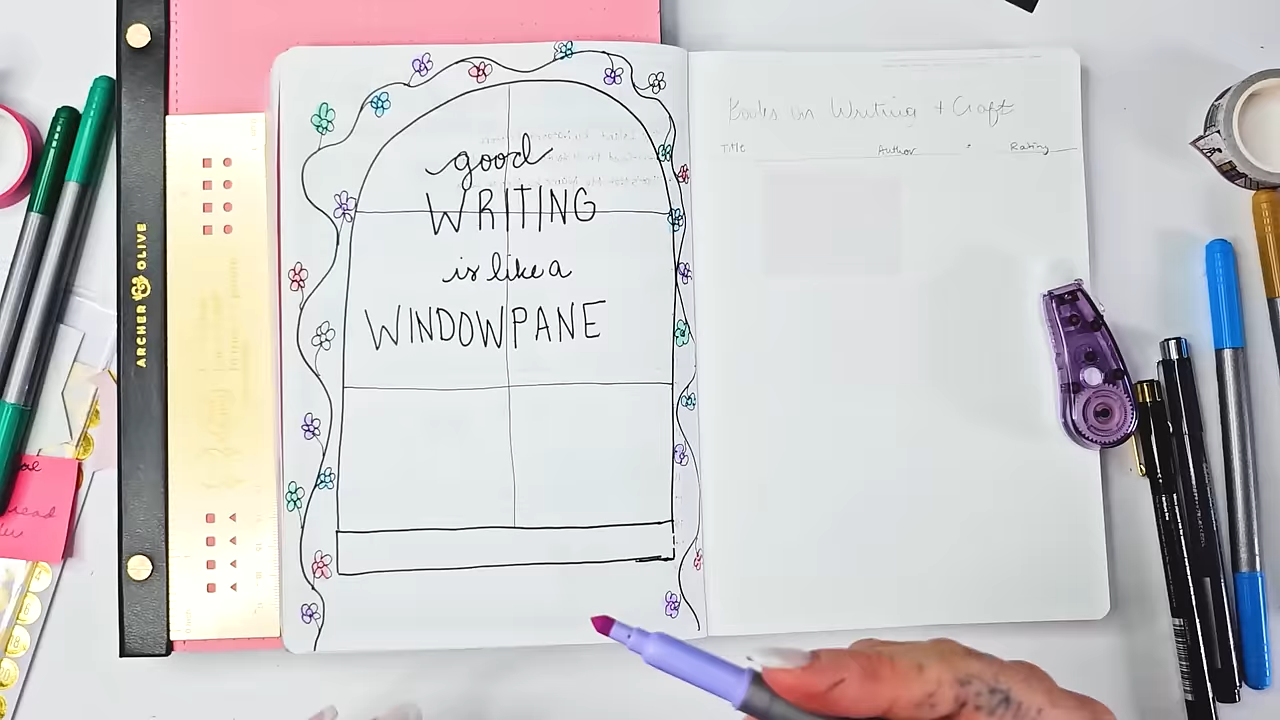 ARCHER OLIVE
good
WRITING
is like a
WINDOWPANE
Books on Writing + Craft
Title Author Rating